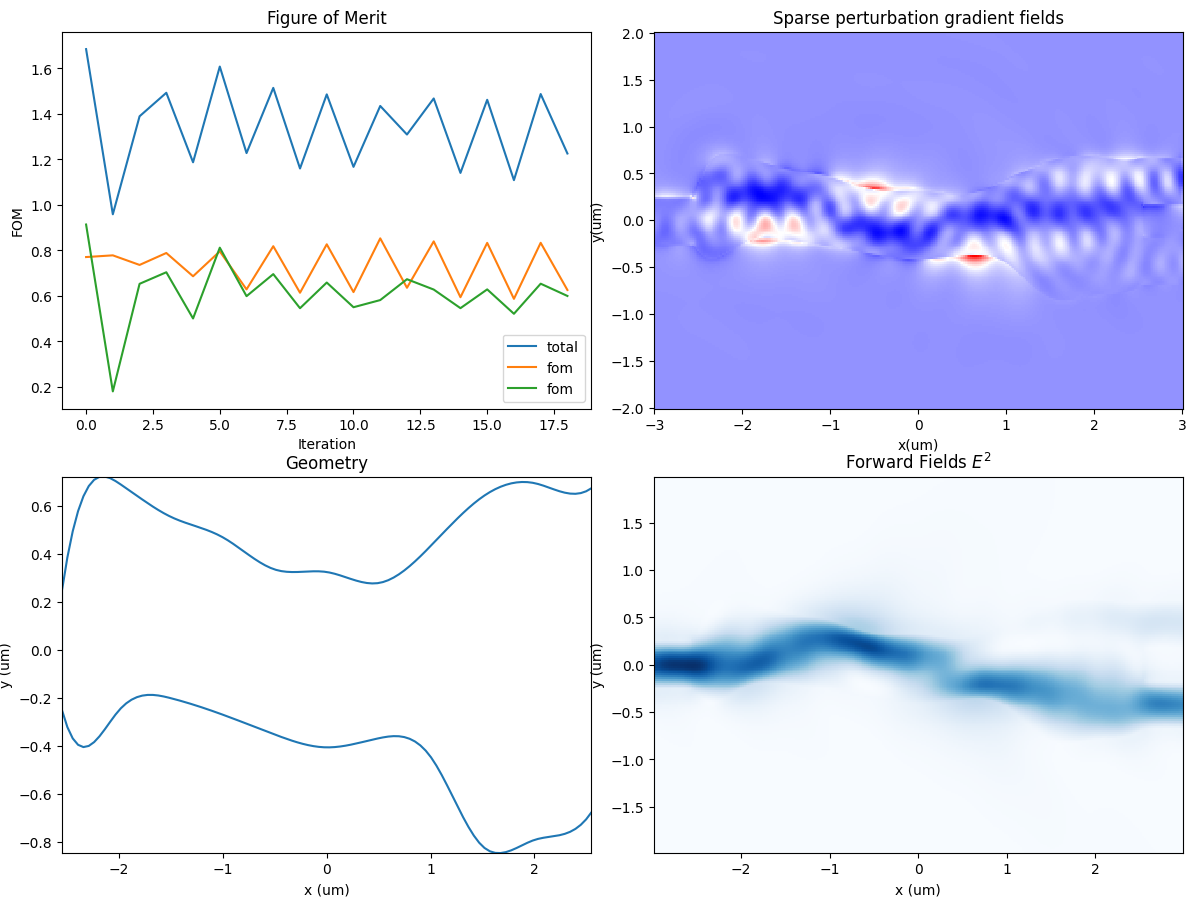 Figure of Merit
FOM
1.6
1.4
1.2
1.0
0.8
0.6
0.4
0.2
0.0 2.5 5.0 7.5 10.0 12.5 15.0 17.5
Iteration
total
fom
fom
Sparse perturbation gradient fields
y(um)
2.0
1.5
1.0
0.5
0.0
−0.5
−1.0
−1.5
−2.0
−3 −2 −1 0 1 2 3
x(um)
Geometry
y (um)
0.6
0.4
0.2
0.0
−0.2
−0.4
−0.6
−0.8
−2 −1 0 1 2
x (um)
Forward Fields E²
y (um)
1.5
1.0
0.5
0.0
−0.5
−1.0
−1.5
−2 −1 0 1 2
x (um)